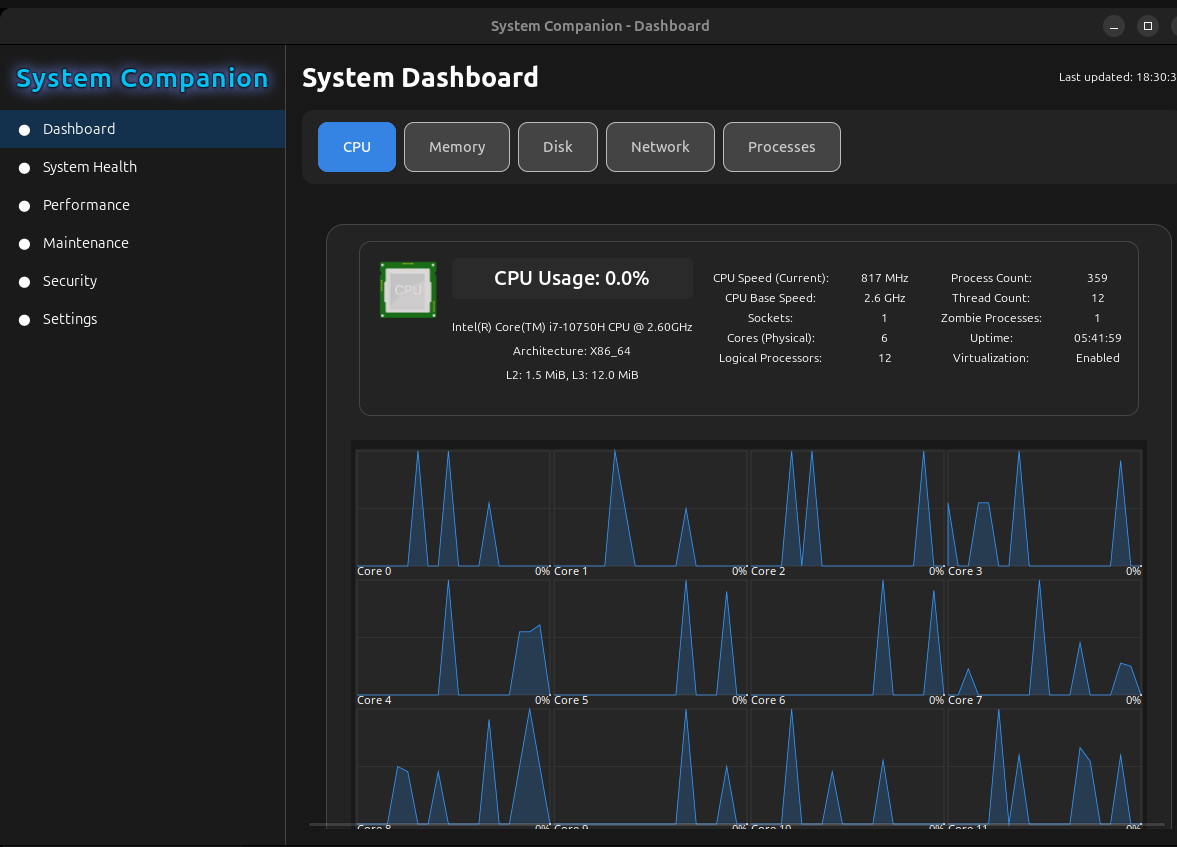 System Companion - Dashboard
System Companion
System Dashboard
Last updated: 18:30:3
Dashboard
System Health
Performance
Maintenance
Security
Settings
CPU
Memory
Disk
Network
Processes
CPU
CPU Usage: 0.0%
Intel(R) Core(TM) i7-10750H CPU @ 2.60GHz
Architecture: X86_64
L2: 1.5 MiB, L3: 12.0 MiB
CPU Speed (Current): 817 MHz Process Count: 359
CPU Base Speed: 2.6 GHz Thread Count: 12
Sockets: 1 Zombie Processes: 1
Cores (Physical): 6 Uptime: 05:41:59
Logical Processors: 12 Virtualization: Enabled
Core 0 0% Core 1 0% Core 2 0% Core 3 0%
Core 4 0% Core 5 0% Core 6 0% Core 7 0%
Core 8 0% Core 9 0% Core 10 0% Core 11 0%